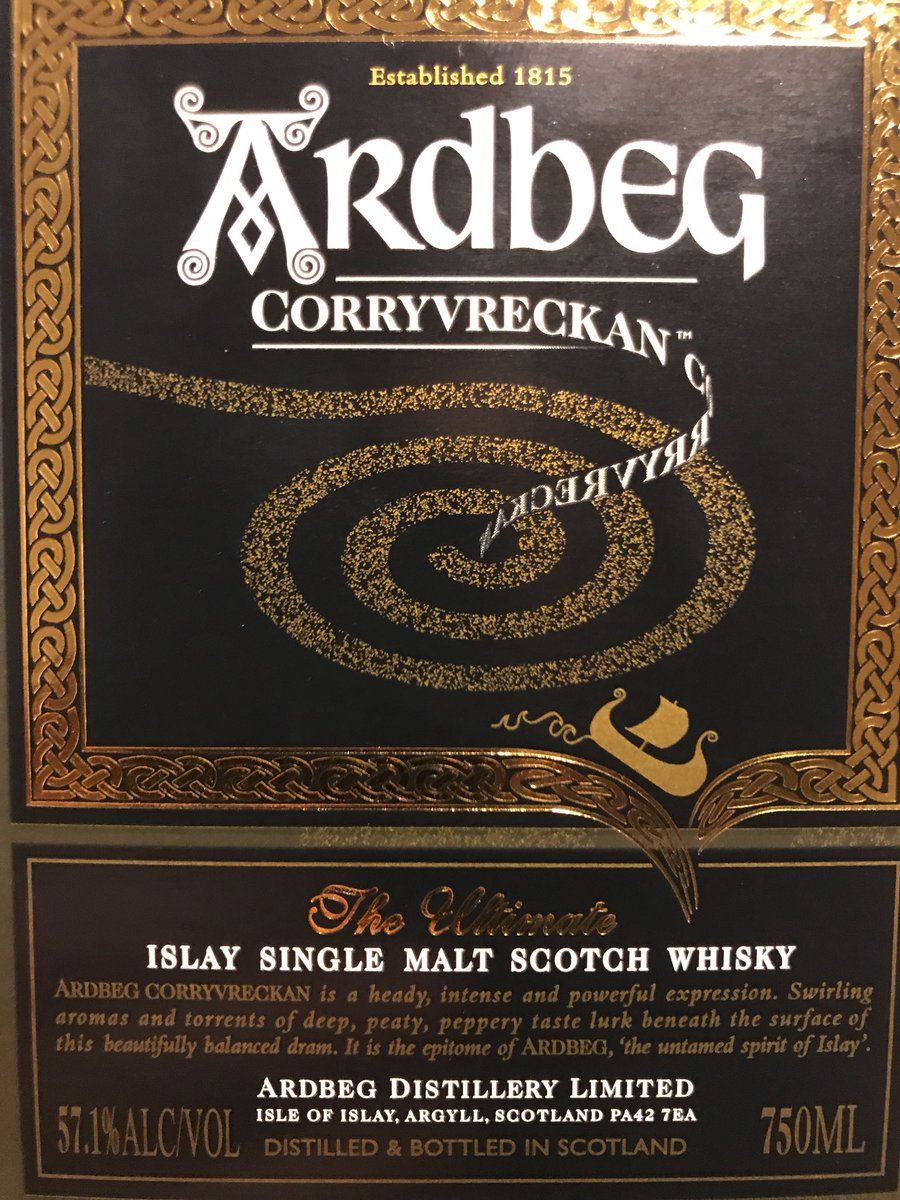 Established 1815
Ardbeg
CORRYVRECKAN™
CORRYVRECKAN
The Ultimate
ISLAY SINGLE MALT SCOTCH WHISKY
ARDBEG CORRYVRECKAN is a heady, intense and powerful expression. Swirling
aromas and torrents of deep, peaty, peppery taste lurk beneath the surface of
this beautifully balanced dram. It is the epitome of ARDBEG, ‘the untamed spirit of Islay’.
ARDBEG DISTILLERY LIMITED
ISLE OF ISLAY, ARGYLL, SCOTLAND PA42 7EA
57.1%ALC/VOL
DISTILLED & BOTTLED IN SCOTLAND
750ML